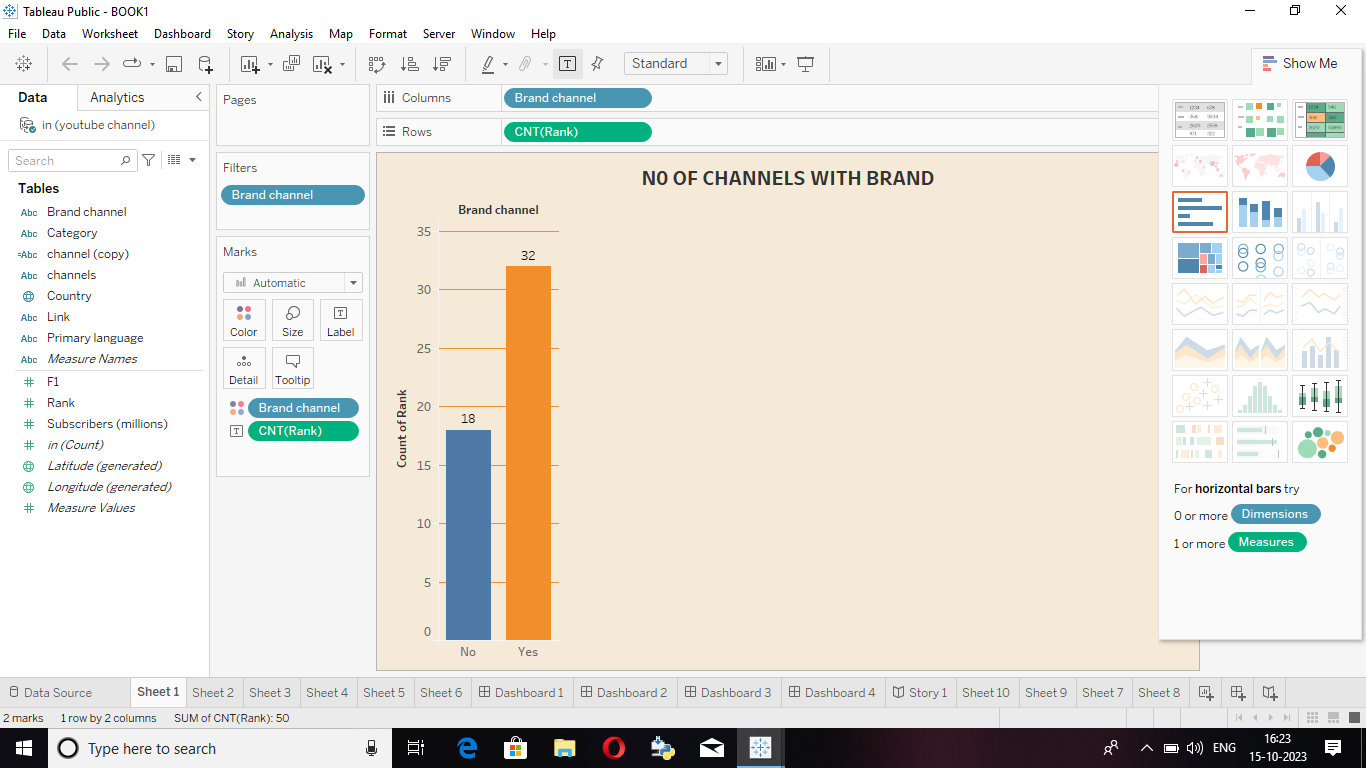 Tableau Public - BOOK1
File Data Worksheet Dashboard Story Analysis Map Format Server Window Help
Standard
Show Me
Data Analytics
in (youtube channel)
Search
Tables
Abc Brand channel
Abc Category
=Abc channel (copy)
Abc channels
Country
Abc Link
Abc Primary language
Abc Measure Names
F1
Rank
Subscribers (millions)
in (Count)
Latitude (generated)
Longitude (generated)
Measure Values
Pages
Filters
Brand channel
Marks
Automatic
Color Size Label
Detail Tooltip
Brand channel
CNT(Rank)
Columns Brand channel
Rows CNT(Rank)
N0 OF CHANNELS WITH BRAND
Brand channel
Count of Rank
35
30
25
20
15
10
5
0
18
32
No Yes
For horizontal bars try
0 or more Dimensions
1 or more Measures
Data Source Sheet 1 Sheet 2 Sheet 3 Sheet 4 Sheet 5 Sheet 6 Dashboard 1 Dashboard 2 Dashboard 3 Dashboard 4 Story 1 Sheet 10 Sheet 9 Sheet 7 Sheet 8
2 marks 1 row by 2 columns SUM of CNT(Rank): 50
Type here to search
ENG
16:23
15-10-2023